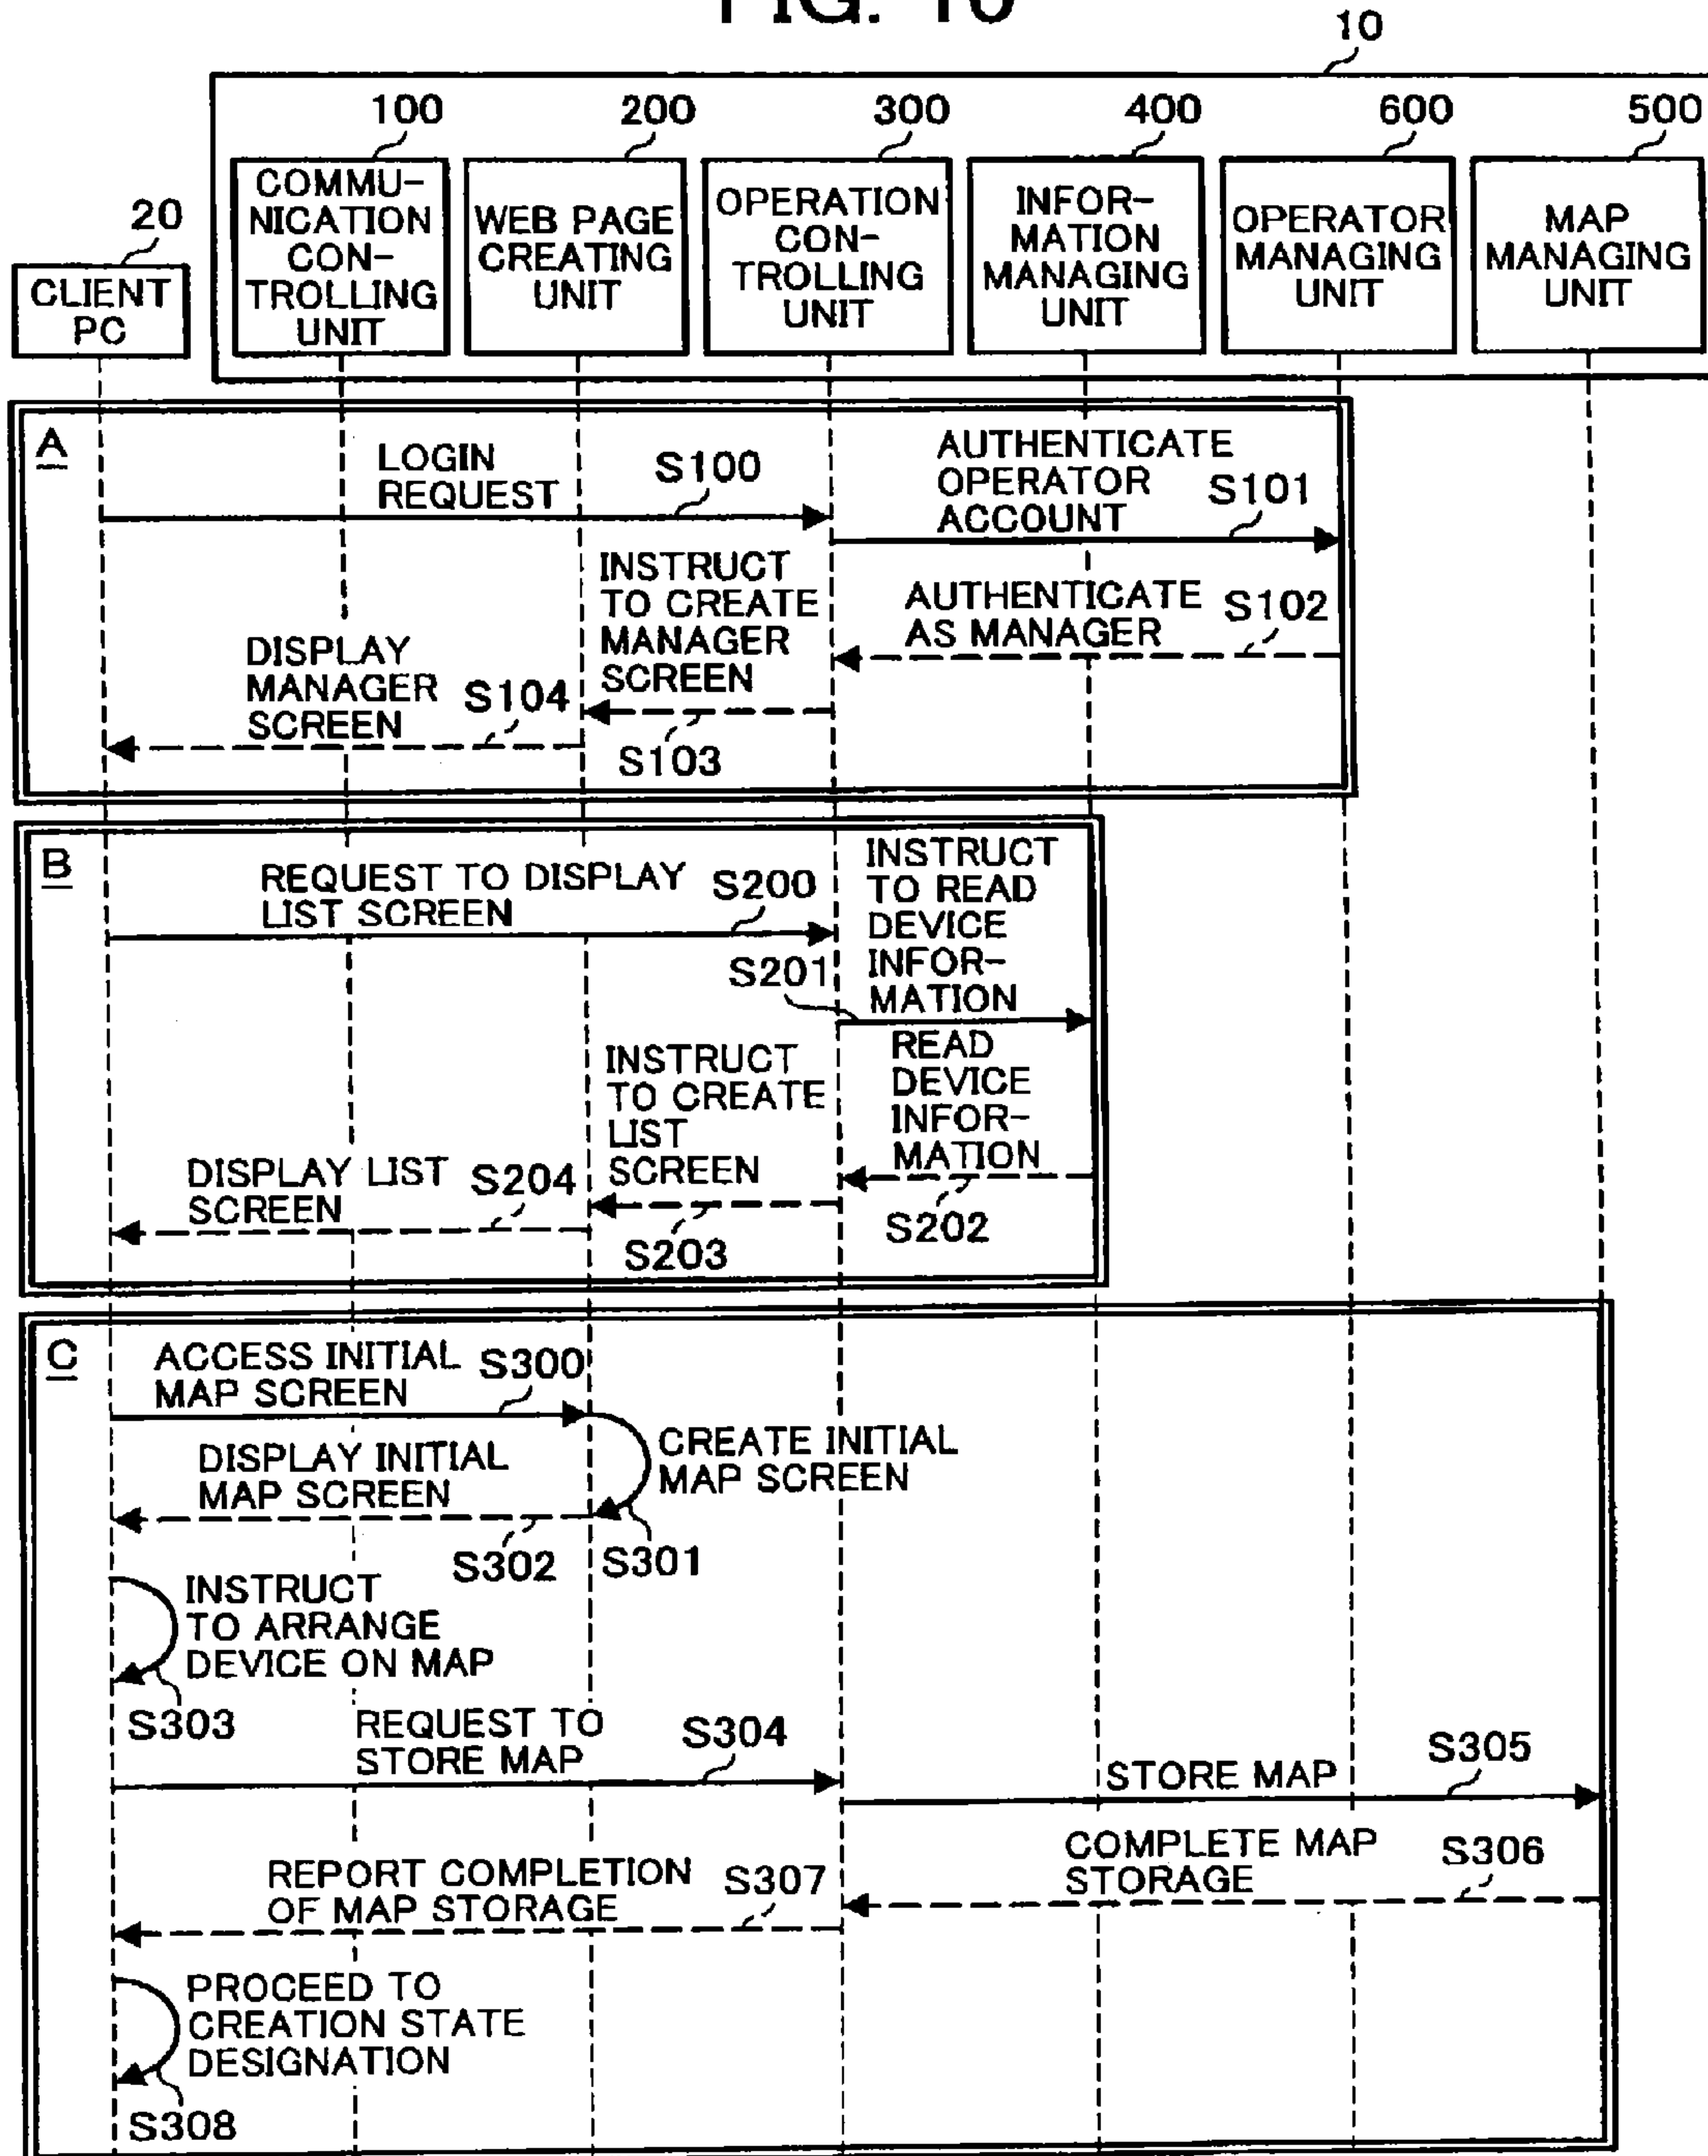 FIG. 10
10
100
200
300
400
600
500
20
CLIENT
PC
COMMU-
NICATION
CON-
TROLLING
UNIT
WEB PAGE
CREATING
UNIT
OPERATION
CON-
TROLLING
UNIT
INFOR-
MATION
MANAGING
UNIT
OPERATOR
MANAGING
UNIT
MAP
MANAGING
UNIT
A
LOGIN
REQUEST
S100
AUTHENTICATE
OPERATOR
ACCOUNT
S101
AUTHENTICATE
AS MANAGER
S102
INSTRUCT
TO CREATE
MANAGER
SCREEN
S103
DISPLAY
MANAGER
SCREEN
S104
B
REQUEST TO DISPLAY
LIST SCREEN
S200
INSTRUCT
TO READ
DEVICE
INFOR-
MATION
S201
READ
DEVICE
INFOR-
MATION
S202
INSTRUCT
TO CREATE
LIST
SCREEN
S203
DISPLAY LIST
SCREEN
S204
C
ACCESS INITIAL
MAP SCREEN
S300
CREATE INITIAL
MAP SCREEN
S301
DISPLAY INITIAL
MAP SCREEN
S302
INSTRUCT
TO ARRANGE
DEVICE ON MAP
S303
REQUEST TO
STORE MAP
S304
STORE MAP
S305
COMPLETE MAP
STORAGE
S306
REPORT COMPLETION
OF MAP STORAGE
S307
PROCEED TO
CREATION STATE
DESIGNATION
S308